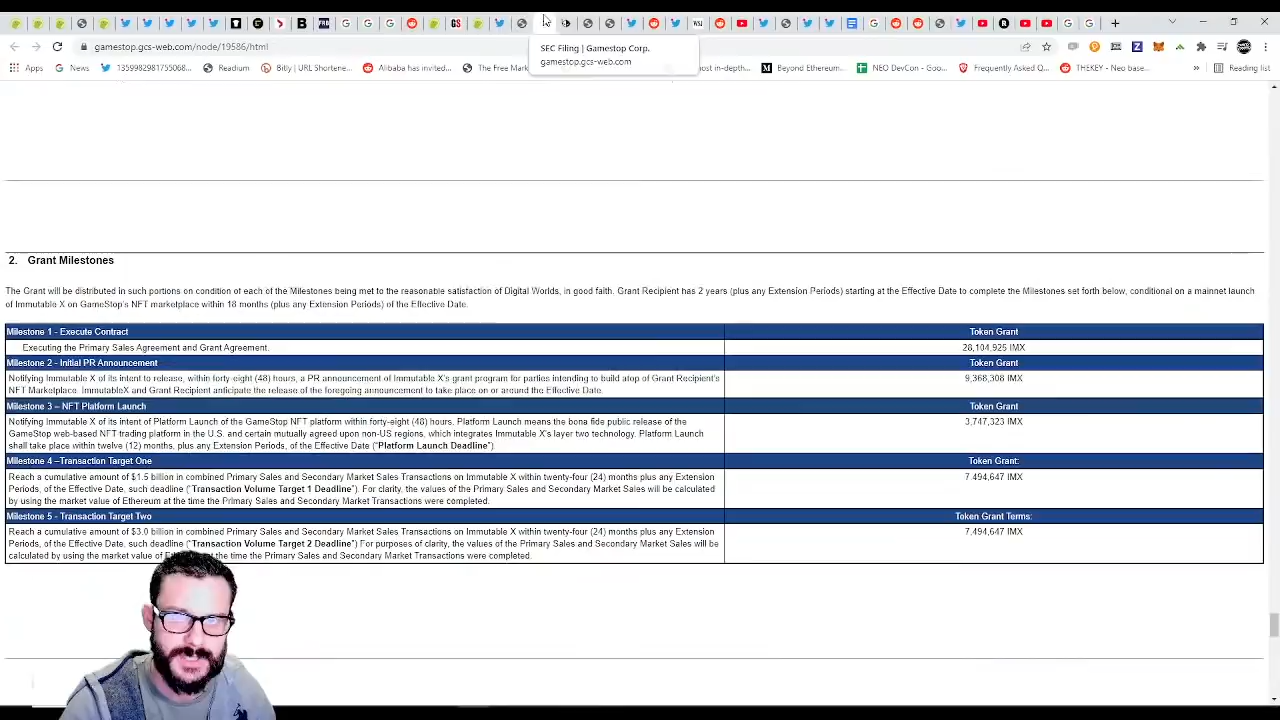 gamestop.gcs-web.com/node/19586/html
SEC Filing | Gamestop Corp.
gamestop.gcs-web.com
Apps
News
1359982981755068...
Readium
Bitly | URL Shortene...
Alibaba has invited...
The Free Mark
ost in-depth...
Beyond Ethereum:...
NEO DevCon - Goo...
Frequently Asked Q...
THEKEY - Neo base...
»
Reading list
2. Grant Milestones
The Grant will be distributed in such portions on condition of each of the Milestones being met to the reasonable satisfaction of Digital Worlds, in good faith. Grant Recipient has 2 years (plus any Extension Periods) starting at the Effective Date to complete the Milestones set forth below, conditional on a mainnet launch
of Immutable X on GameStop's NFT marketplace within 18 months (plus any Extension Periods) of the Effective Date.
Milestone 1 - Execute Contract
Token Grant
Executing the Primary Sales Agreement and Grant Agreement.
28,104,925 IMX
Milestone 2 - Initial PR Announcement
Token Grant
Notifying Immutable X of its intent to release, within forty-eight (48) hours, a PR announcement of Immutable X's grant program for parties intending to build atop of Grant Recipient's
NFT Marketplace. ImmutableX and Grant Recipient anticipate the release of the foregoing announcement to take place on or around the Effective Date.
9,368,308 IMX
Milestone 3 – NFT Platform Launch
Token Grant
Notifying Immutable X of its intent of Platform Launch of the GameStop NFT platform within forty-eight (48) hours. Platform Launch means the bona fide public release of the
GameStop web-based NFT trading platform in the U.S. and certain mutually agreed upon non-US regions, which integrates Immutable X's layer two technology. Platform Launch
shall take place within twelve (12) months, plus any Extension Periods, of the Effective Date ("Platform Launch Deadline")
3,747,323 IMX
Milestone 4 –Transaction Target One
Token Grant:
Reach a cumulative amount of $1.5 billion in combined Primary Sales and Secondary Market Sales Transactions on Immutable X within twenty-four (24) months plus any Extension
Periods, of the Effective Date, such deadline ("Transaction Volume Target 1 Deadline"). For clarity, the values of the Primary Sales and Secondary Market Sales will be calculated
by using the market value of Ethereum at the time the Primary Sales and Secondary Market Transactions were completed.
7,494,647 IMX
Milestone 5 - Transaction Target Two
Token Grant Terms:
Reach a cumulative amount of $3.0 billion in combined Primary Sales and Secondary Market Sales Transactions on Immutable X within twenty-four (24) months plus any Extension
Periods, of the Effective Date, such deadline ("Transaction Volume Target 2 Deadline") For purposes of clarity, the values of the Primary Sales and Secondary Market Sales will be
calculated by using the market value of the time the Primary Sales and Secondary Market Transactions were completed.
7,494,647 IMX